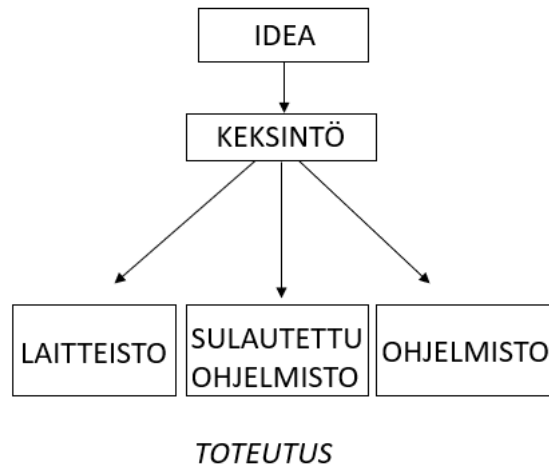 IDEA
KEKSINTÖ
LAITTEISTO
SULAUTETTU
OHJELMISTO
OHJELMISTO
TOTEUTUS